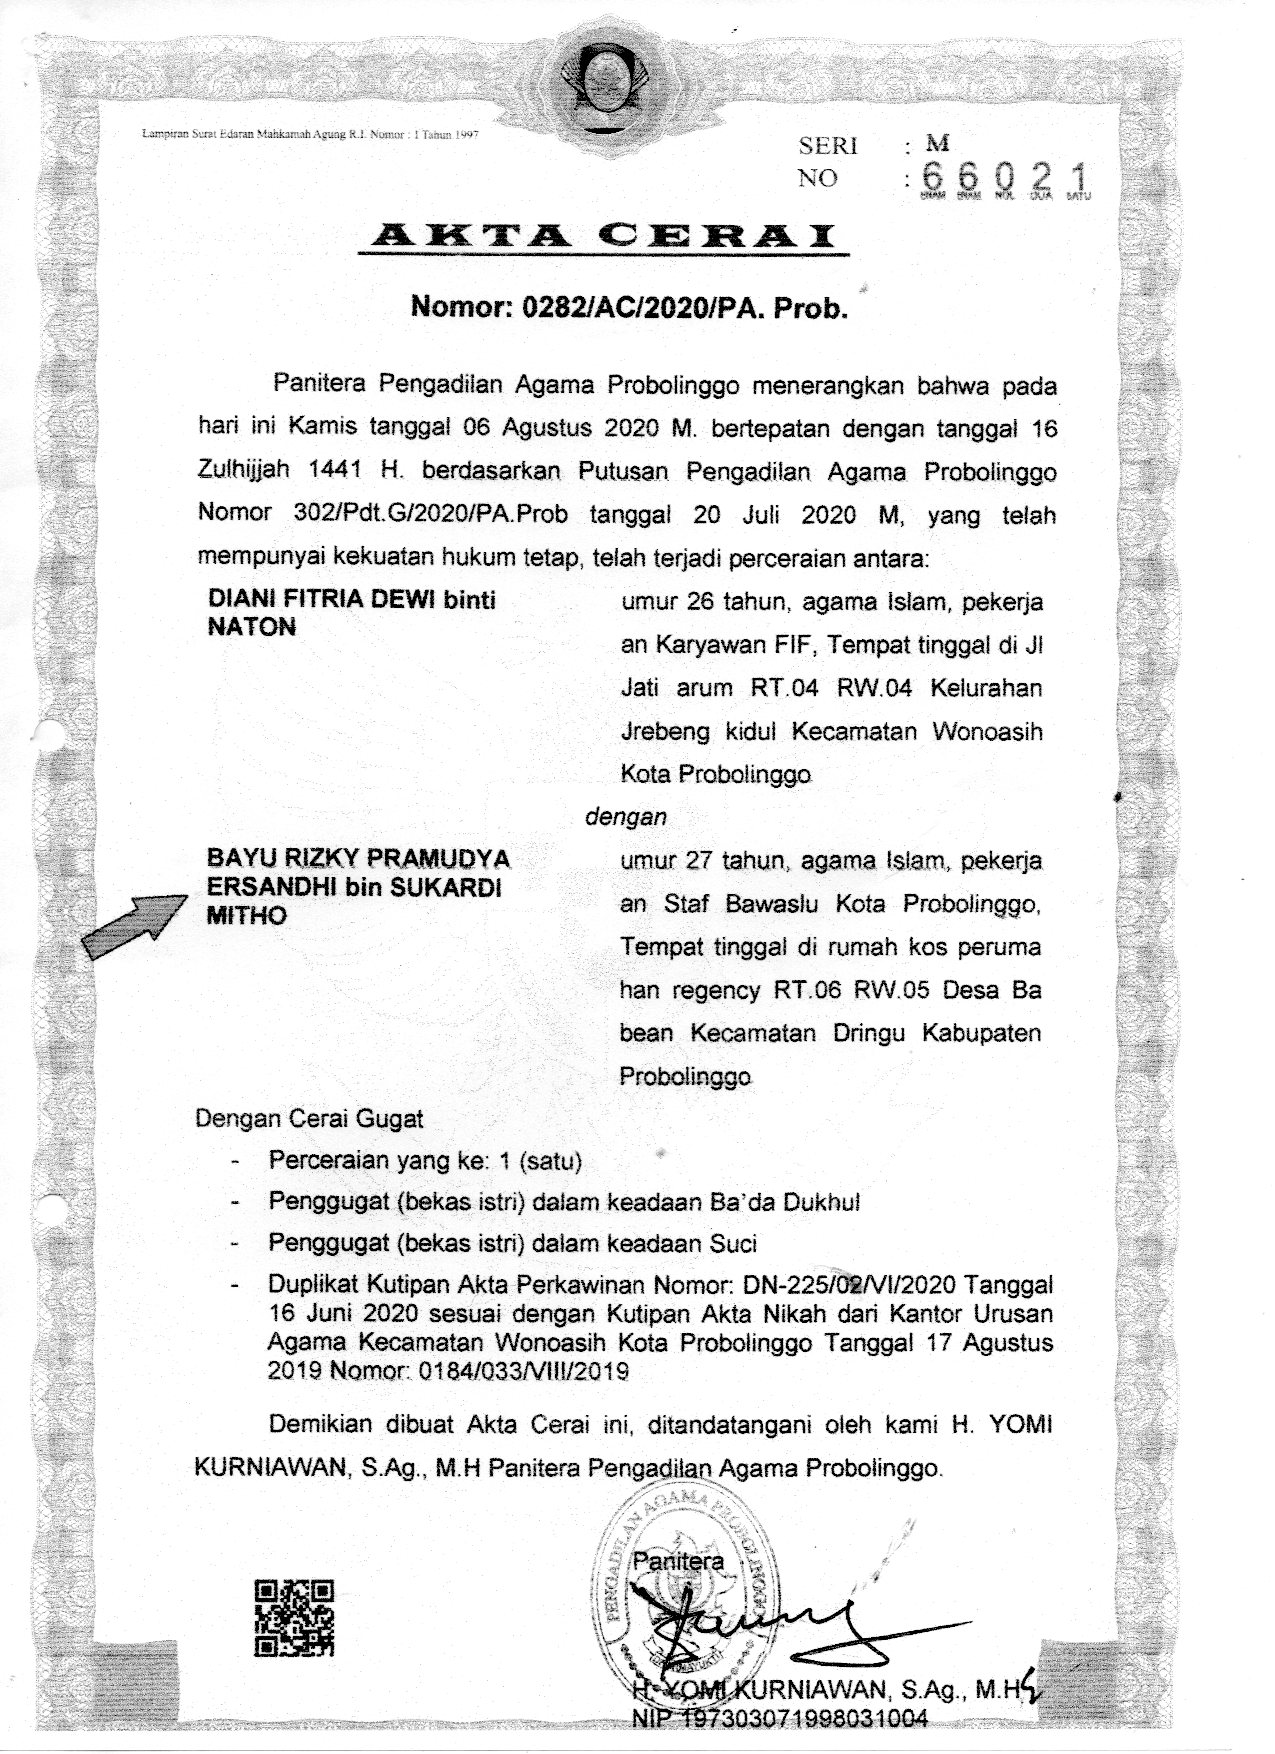 Lampiran Surat Edaran Mahkamah Agung R.I. Nomor : 1 Tahun 1997
SERI : M
NO : 66021
ENAM ENAM NOL DUA SATU
AKTA CERAI
Nomor: 0282/AC/2020/PA. Prob.
Panitera Pengadilan Agama Probolinggo menerangkan bahwa pada
hari ini Kamis tanggal 06 Agustus 2020 M. bertepatan dengan tanggal 16
Zulhijjah 1441 H. berdasarkan Putusan Pengadilan Agama Probolinggo
Nomor 302/Pdt.G/2020/PA.Prob tanggal 20 Juli 2020 M, yang telah
mempunyai kekuatan hukum tetap, telah terjadi perceraian antara:
DIANI FITRIA DEWI binti
NATON
umur 26 tahun, agama Islam, pekerja
an Karyawan FIF, Tempat tinggal di Jl
Jati arum RT.04 RW.04 Kelurahan
Jrebeng kidul Kecamatan Wonoasih
Kota Probolinggo
dengan
BAYU RIZKY PRAMUDYA
ERSANDHI bin SUKARDI
MITHO
umur 27 tahun, agama Islam, pekerja
an Staf Bawaslu Kota Probolinggo,
Tempat tinggal di rumah kos peruma
han regency RT.06 RW.05 Desa Ba
bean Kecamatan Dringu Kabupaten
Probolinggo
Dengan Cerai Gugat
- Perceraian yang ke: 1 (satu)
- Penggugat (bekas istri) dalam keadaan Ba'da Dukhul
- Penggugat (bekas istri) dalam keadaan Suci
- Duplikat Kutipan Akta Perkawinan Nomor: DN-225/02/VI/2020 Tanggal
16 Juni 2020 sesuai dengan Kutipan Akta Nikah dari Kantor Urusan
Agama Kecamatan Wonoasih Kota Probolinggo Tanggal 17 Agustus
2019 Nomor: 0184/033/VIII/2019
Demikian dibuat Akta Cerai ini, ditandatangani oleh kami H. YOMI
KURNIAWAN, S.Ag., M.H Panitera Pengadilan Agama Probolinggo.
PENGADILAN AGAMA PROBOLINGGO
Panitera
H. YOMI KURNIAWAN, S.Ag., M.H
NIP 197303071998031004